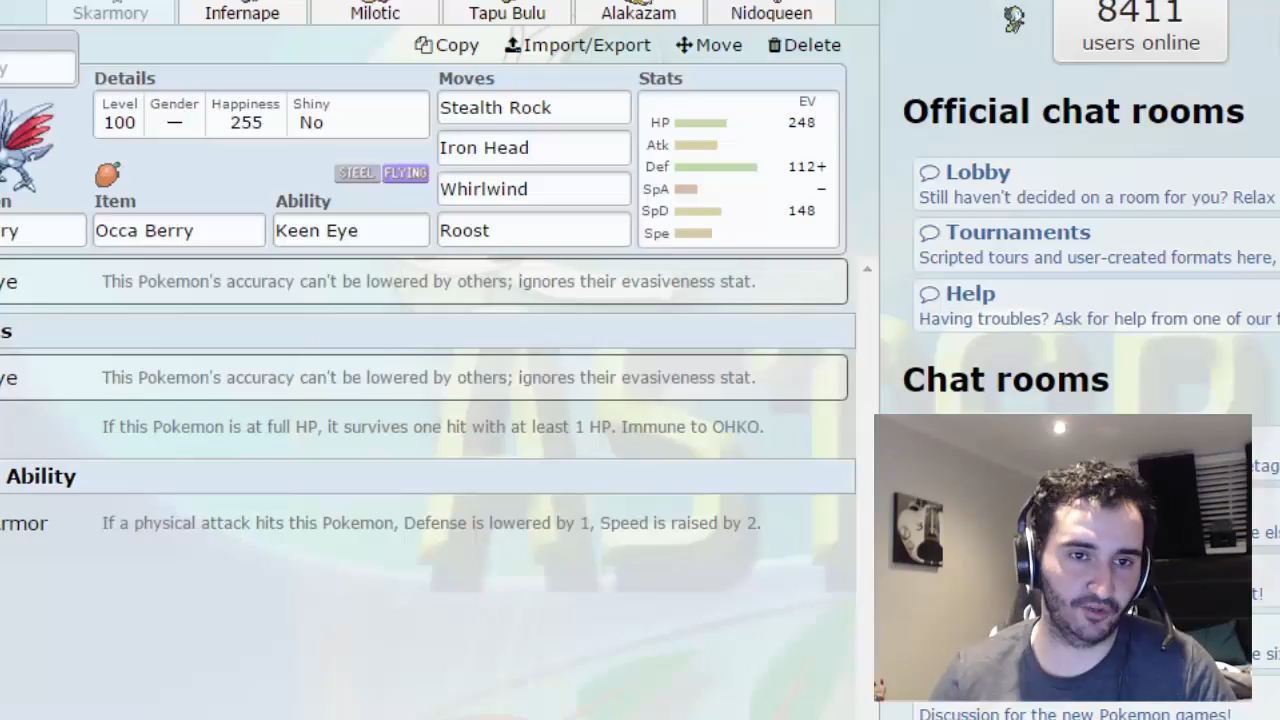 Skarmory
Infernape
Milotic
Tapu Bulu
Alakazam
Nidoqueen
8411
users online
Copy
Import/Export
Move
Delete
y
Details
Moves
Stats
Level
Gender
Happiness
Shiny
100
—
255
No
Stealth Rock
Iron Head
Whirlwind
Roost
EV
HP 248
Atk
Def 112+
SpA –
SpD 148
Spe
STEEL FLYING
on
Item
Ability
ry
Occa Berry
Keen Eye
ye
This Pokemon's accuracy can't be lowered by others; ignores their evasiveness stat.
s
ye
This Pokemon's accuracy can't be lowered by others; ignores their evasiveness stat.
If this Pokemon is at full HP, it survives one hit with at least 1 HP. Immune to OHKO.
Ability
rmor
If a physical attack hits this Pokemon, Defense is lowered by 1, Speed is raised by 2.
Official chat rooms
Lobby
Still haven't decided on a room for you? Relax
Tournaments
Scripted tours and user-created formats here,
Help
Having troubles? Ask for help from one of our f
Chat rooms
etag
e els
t!
e six
Discussion for the new Pokemon games!